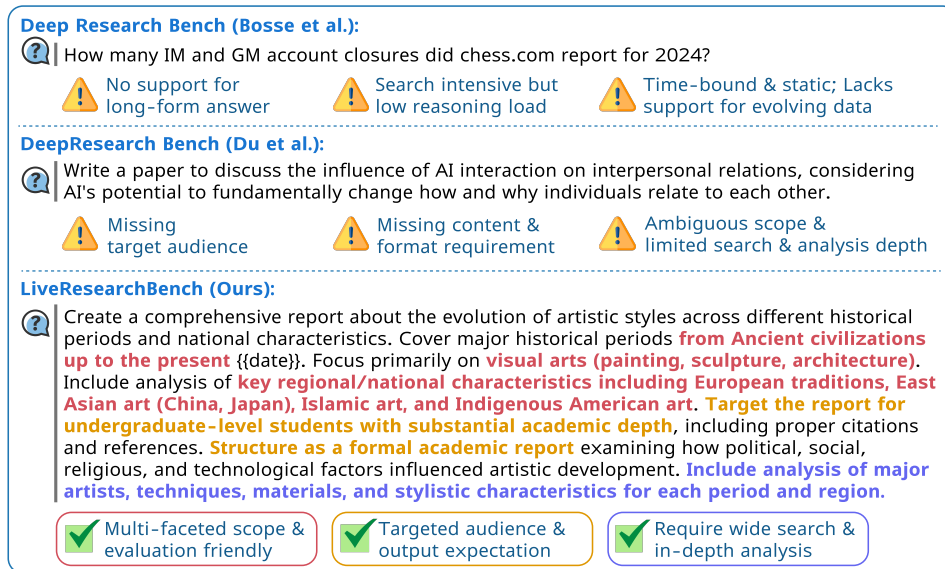 Deep Research Bench (Bosse et al.):
How many IM and GM account closures did chess.com report for 2024?
No support for
long-form answer
Search intensive but
low reasoning load
Time-bound & static; Lacks
support for evolving data
DeepResearch Bench (Du et al.):
Write a paper to discuss the influence of AI interaction on interpersonal relations, considering
AI's potential to fundamentally change how and why individuals relate to each other.
Missing
target audience
Missing content &
format requirement
Ambiguous scope &
limited search & analysis depth
LiveResearchBench (Ours):
Create a comprehensive report about the evolution of artistic styles across different historical
periods and national characteristics. Cover major historical periods from Ancient civilizations
up to the present {{date}}. Focus primarily on visual arts (painting, sculpture, architecture).
Include analysis of key regional/national characteristics including European traditions, East
Asian art (China, Japan), Islamic art, and Indigenous American art. Target the report for
undergraduate-level students with substantial academic depth, including proper citations
and references. Structure as a formal academic report examining how political, social,
religious, and technological factors influenced artistic development. Include analysis of major
artists, techniques, materials, and stylistic characteristics for each period and region.
Multi-faceted scope &
evaluation friendly
Targeted audience &
output expectation
Require wide search &
in-depth analysis